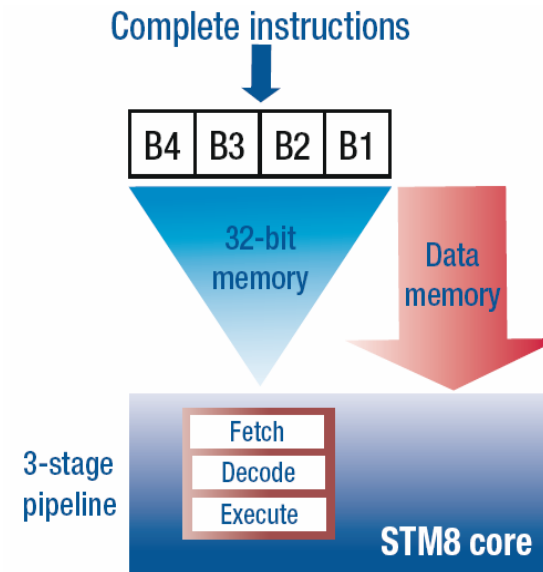 Complete instructions
B4 B3 B2 B1
32-bit
memory
Data
memory
Fetch
Decode
Execute
3-stage
pipeline
STM8 core